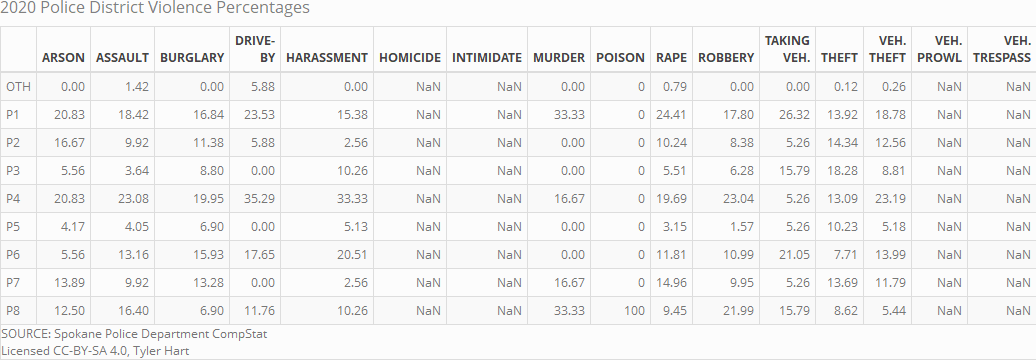 2020 Police District Violence Percentages
ARSON ASSAULT BURGLARY DRIVE-BY HARASSMENT HOMICIDE INTIMIDATE MURDER POISON RAPE ROBBERY TAKING VEH. THEFT VEH. THEFT VEH. PROWL VEH. TRESPASS
OTH 0.00 1.42 0.00 5.88 0.00 NaN NaN 0.00 0 0.79 0.00 0.00 0.12 0.26 NaN NaN
P1 20.83 18.42 16.84 23.53 15.38 NaN NaN 33.33 0 24.41 17.80 26.32 13.92 18.78 NaN NaN
P2 16.67 9.92 11.38 5.88 2.56 NaN NaN 0.00 0 10.24 8.38 5.26 14.34 12.56 NaN NaN
P3 5.56 3.64 8.80 0.00 10.26 NaN NaN 0.00 0 5.51 6.28 15.79 18.28 8.81 NaN NaN
P4 20.83 23.08 19.95 35.29 33.33 NaN NaN 16.67 0 19.69 23.04 5.26 13.09 23.19 NaN NaN
P5 4.17 4.05 6.90 0.00 5.13 NaN NaN 0.00 0 3.15 1.57 5.26 10.23 5.18 NaN NaN
P6 5.56 13.16 15.93 17.65 20.51 NaN NaN 0.00 0 11.81 10.99 21.05 7.71 13.99 NaN NaN
P7 13.89 9.92 13.28 0.00 2.56 NaN NaN 16.67 0 14.96 9.95 5.26 13.69 11.79 NaN NaN
P8 12.50 16.40 6.90 11.76 10.26 NaN NaN 33.33 100 9.45 21.99 15.79 8.62 5.44 NaN NaN
SOURCE: Spokane Police Department CompStat
Licensed CC-BY-SA 4.0, Tyler Hart